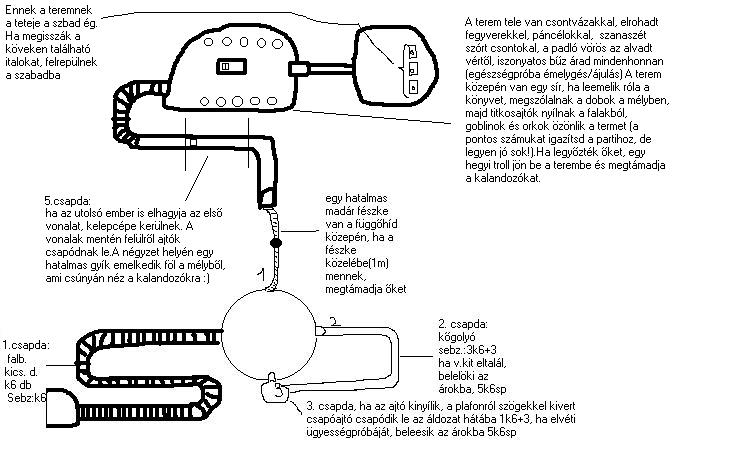 Ennek a teremnek
a teteje a szbad ég.
Ha megisszák a
köveken található
italokat, felrepülnek
a szabadba
A terem tele van csontvázakkal, elrohadt
fegyverekkel, páncélokkal,  szanaszét
szórt csontokal, a padló vörös az alvadt
vértől, iszonyatos bűz árad mindenhonnan
(egészségpróba émelygés/ájulás) A terem
közepén van egy sír, ha leemelik róla a
könyvet, megszólalnak a dobok a mélyben,
majd titkosajtók nyílnak a falakból,
goblinok és orkok özönlik a termet (a
pontos számukat igazítsd a partihoz, de
legyen jó sok!).Ha legyőzték őket, egy
hegyi troll jön be a terembe és megtámadja
a kalandozókat.
5.csapda:
ha az utolsó ember is elhagyja az első
vonalat, kelepcépe kerülnek. A
vonalak mentén felülről ajtók
csapódnak le.A négyzet helyén egy
hatalmas gyík emelkedik föl a mélyből,
ami csúnyán néz a kalandozókra :)
egy hatalmas
madár fészke
van a függőhíd
közepén, ha a
fészke
közelébe(1m)
mennek,
megtámadja őket
1
2
1.csapda:
falb.
kics. d.
k6 db
Sebz:k6
2. csapda:
kőgolyó
sebz.:3k6+3
ha v.kit eltalál,
belelöki az
árokba, 5k6sp
3. csapda, ha az ajtó kinyílik, a plafonról szögekkel kivert
csapóajtó csapódik le az áldozat hátába 1k6+3, ha elvéti
ügyességpróbáját, beleesik az árokba 5k6sp